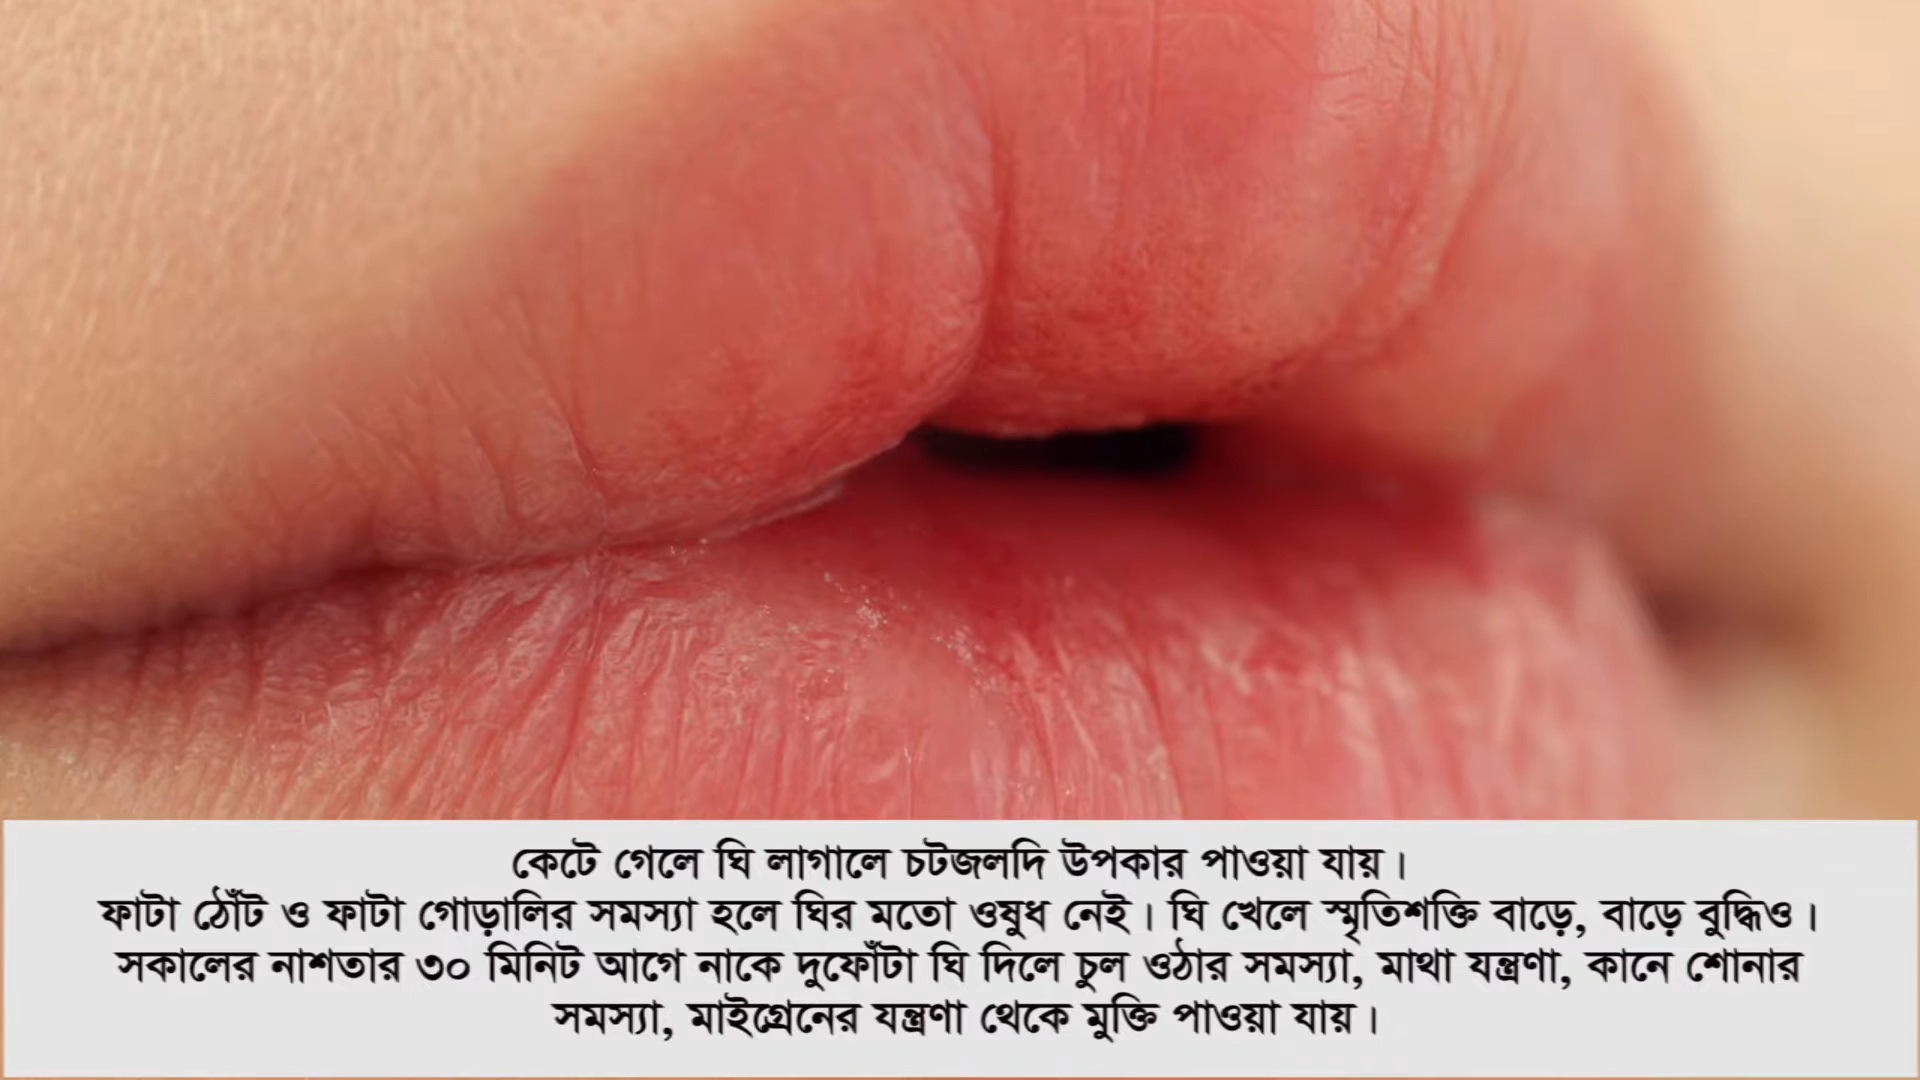 কেটে গেলে ঘি লাগালে চটজলদি উপকার পাওয়া যায়।
ফাটা ঠোঁট ও ফাটা গোড়ালির সমস্যা হলে ঘির মতো ওষুধ নেই। ঘি খেলে স্মৃতিশক্তি বাড়ে, বাড়ে বুদ্ধিও।
সকালের নাশতার ৩০ মিনিট আগে নাকে দুফোঁটা ঘি দিলে চুল ওঠার সমস্যা, মাথা যন্ত্রণা, কানে শোনার
সমস্যা, মাইগ্রেনের যন্ত্রণা থেকে মুক্তি পাওয়া যায়।